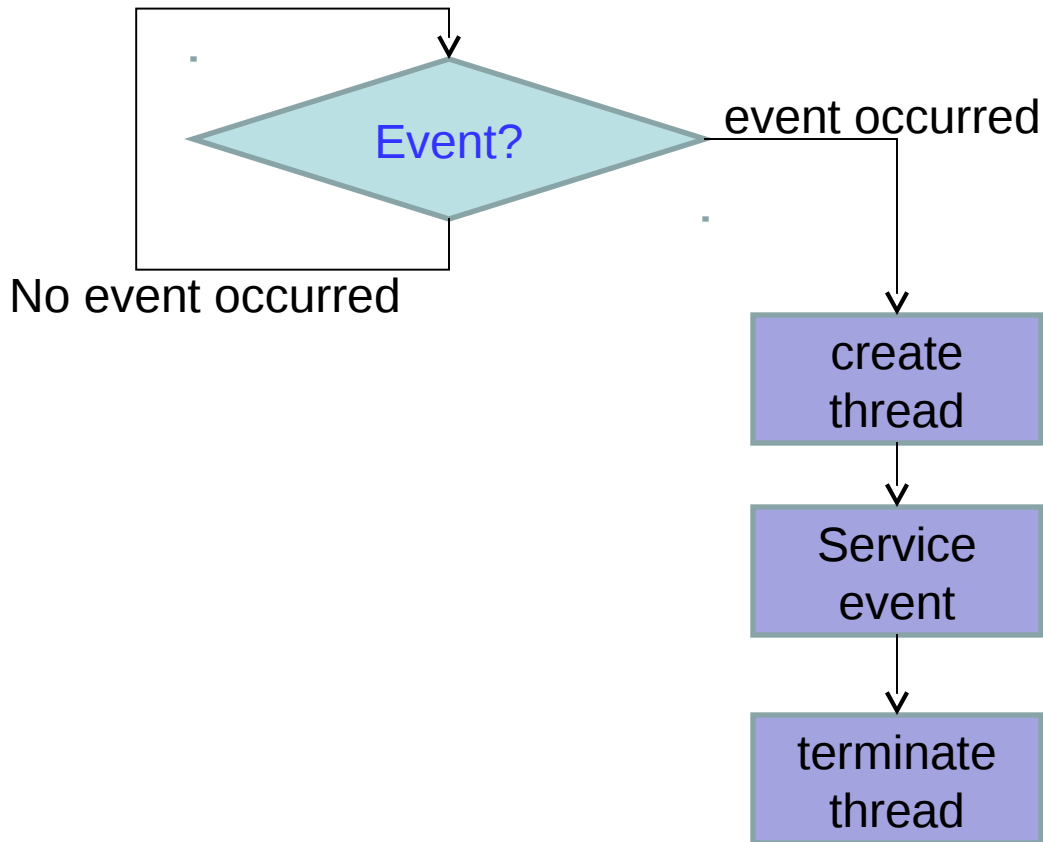 event occurred
Event?
No event occurred
create
thread
Service
event
terminate
thread